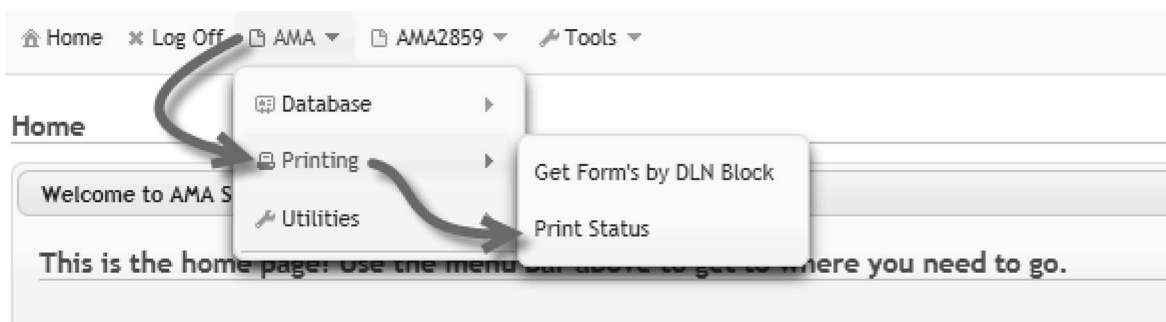 Home Log Off AMA AMA2859 Tools
Database
Home
Printing
Get Form's by DLN Block
Welcome to AMA S
Utilities
Print Status
This is the home page! Use the menu bar above to get to where you need to go.